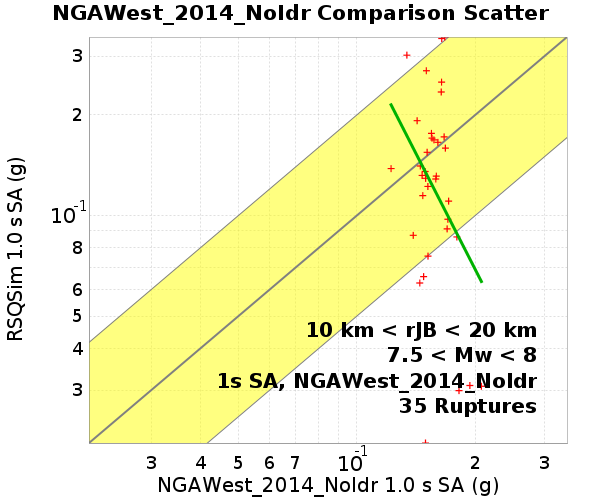 NGAWest_2014_NoIdr Comparison Scatter
RSQSim 1.0 s SA (g)
3
2
10-1
8
6
5
4
3
10 km < rJB < 20 km
7.5 < Mw < 8
1s SA, NGAWest_2014_NoIdr
35 Ruptures
3 4 5 6 7 10-1 2 3
NGAWest_2014_NoIdr 1.0 s SA (g)